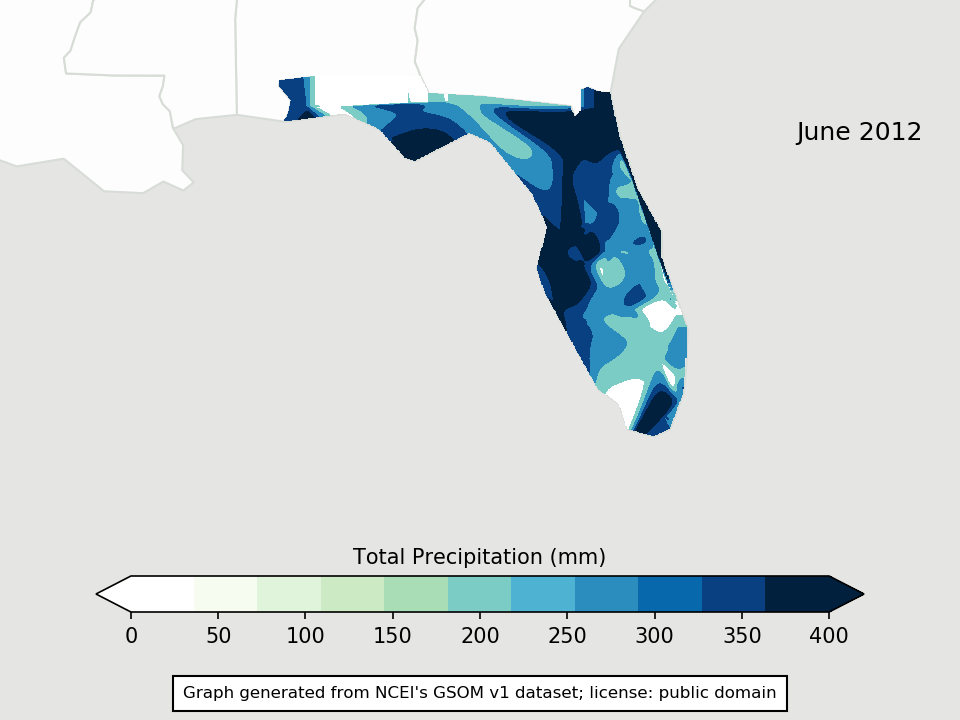 June 2012
Total Precipitation (mm)
0 50 100 150 200 250 300 350 400
Graph generated from NCEI's GSOM v1 dataset; license: public domain